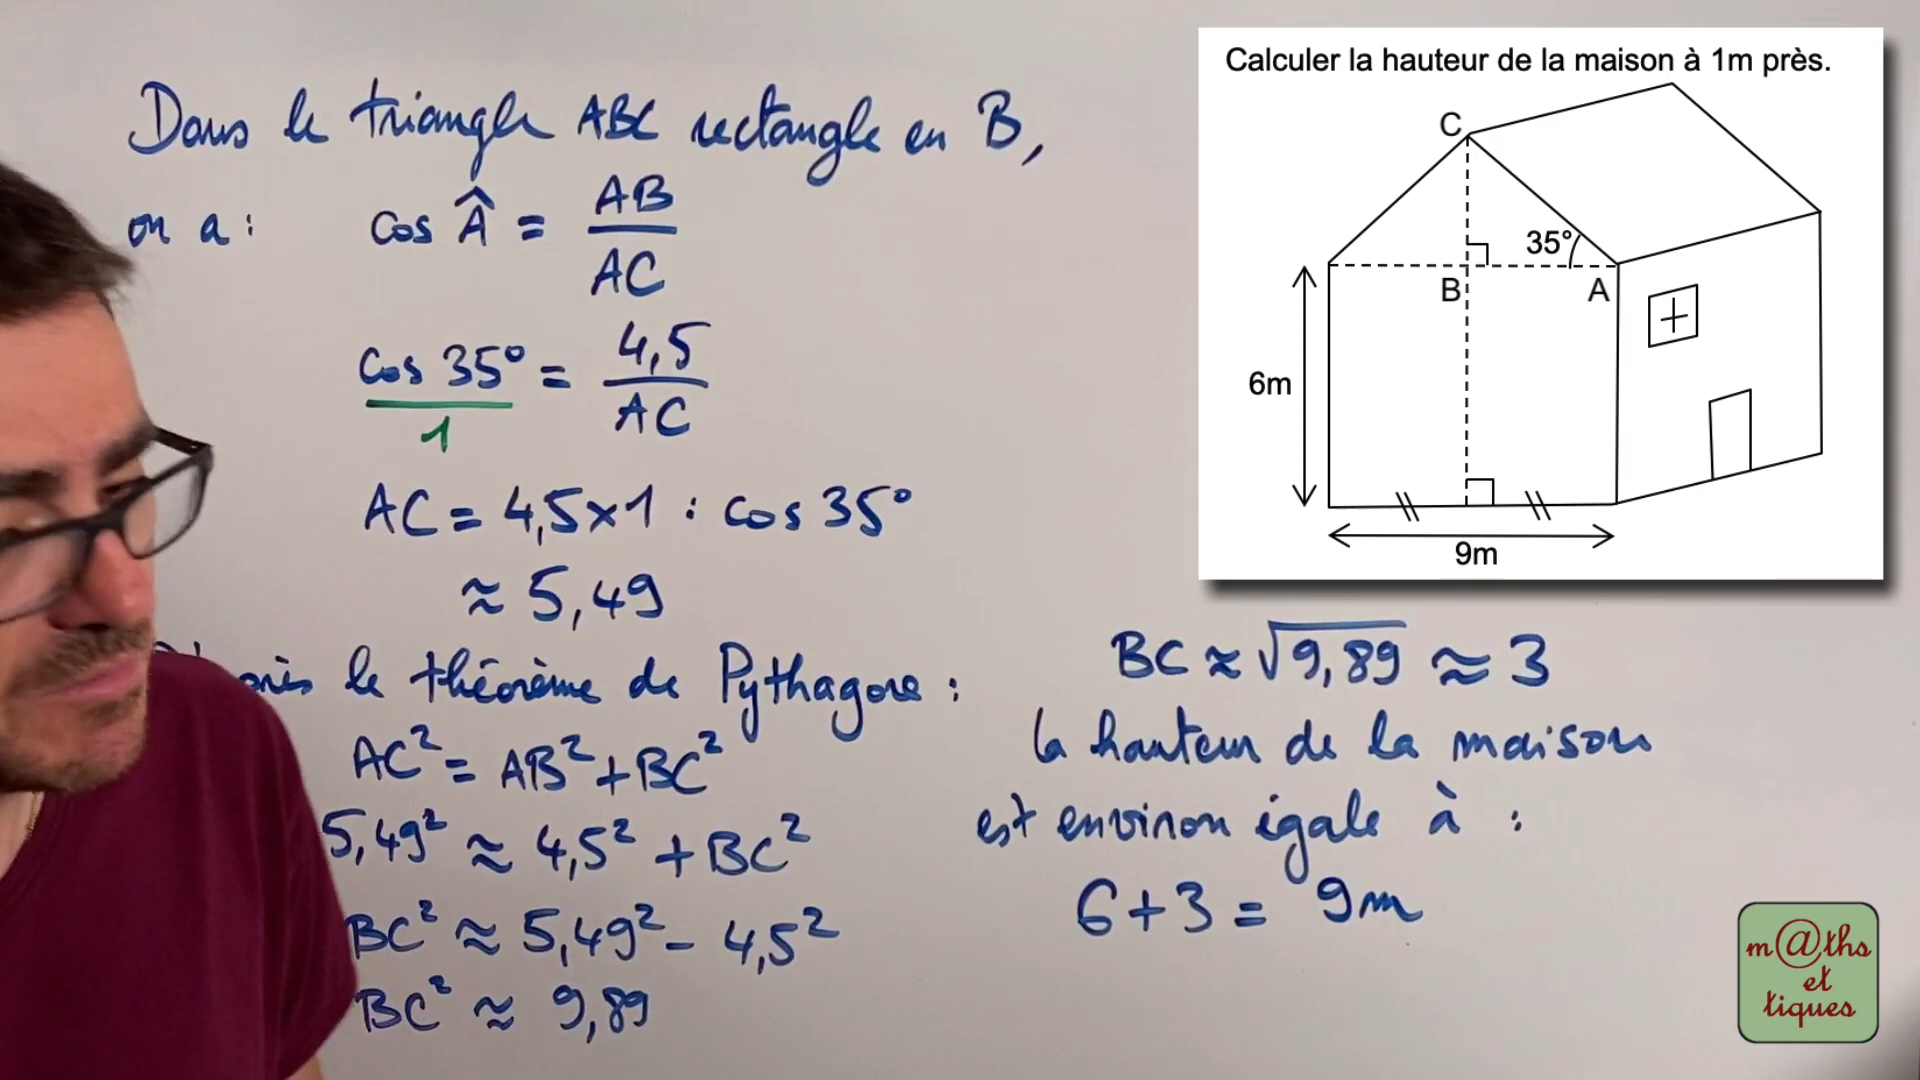 Dans le triangle ABC rectangle en B,
on a : cos Â = AB / AC
cos 35° / 1 = 4,5 / AC
AC = 4,5 × 1 : cos 35°
≈ 5,49
le théorème de Pythagore :
AC² = AB² + BC²
5,49² ≈ 4,5² + BC²
BC² ≈ 5,49² - 4,5²
BC² ≈ 9,89
Calculer la hauteur de la maison à 1m près.
C
35°
B A
6m
9m
BC ≈ √9,89 ≈ 3
la hauteur de la maison
est environ égale à :
6 + 3 = 9m
m@ths
et
tiques